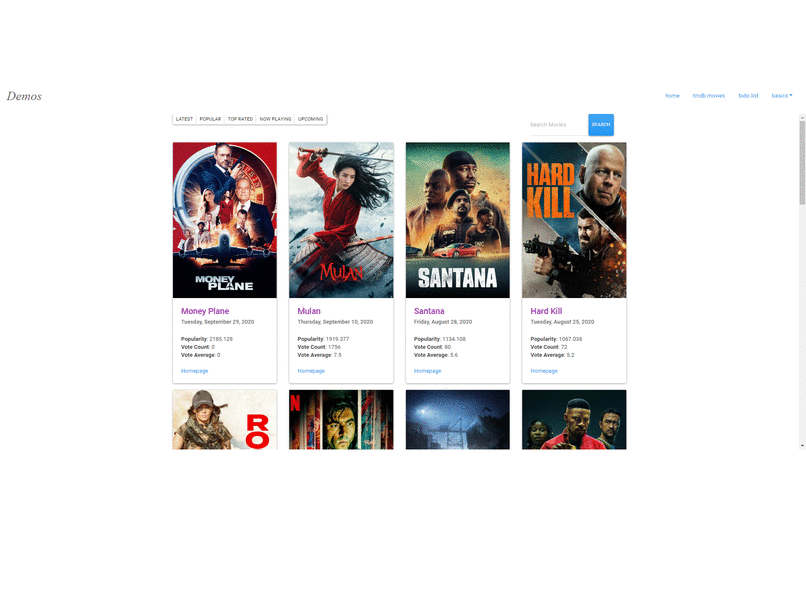 Demos
home tmdb movies todo list basics
LATEST POPULAR TOP RATED NOW PLAYING UPCOMING
Search Movies
SEARCH
MONEY
PLANE
MULAN
SANTANA
HARD
KILL
Money Plane
Tuesday, September 29, 2020
Popularity: 2185.128
Vote Count: 0
Vote Average: 0
Homepage
Mulan
Thursday, September 10, 2020
Popularity: 1919.377
Vote Count: 1756
Vote Average: 7.5
Homepage
Santana
Friday, August 28, 2020
Popularity: 1134.108
Vote Count: 80
Vote Average: 5.6
Homepage
Hard Kill
Tuesday, August 25, 2020
Popularity: 1067.038
Vote Count: 72
Vote Average: 5.2
Homepage
RO
N